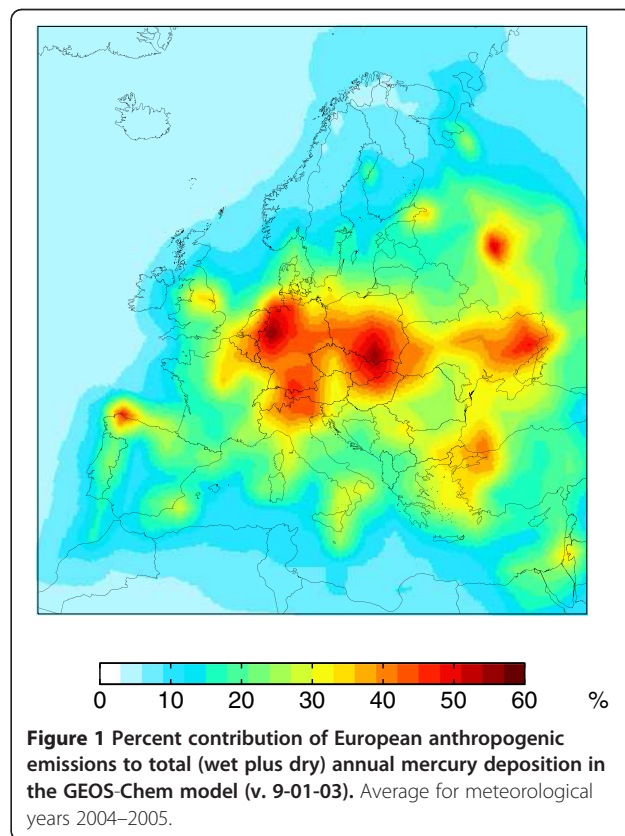 0 10 20 30 40 50 60 %
Figure 1 Percent contribution of European anthropogenic
emissions to total (wet plus dry) annual mercury deposition in
the GEOS-Chem model (v. 9-01-03). Average for meteorological
years 2004–2005.